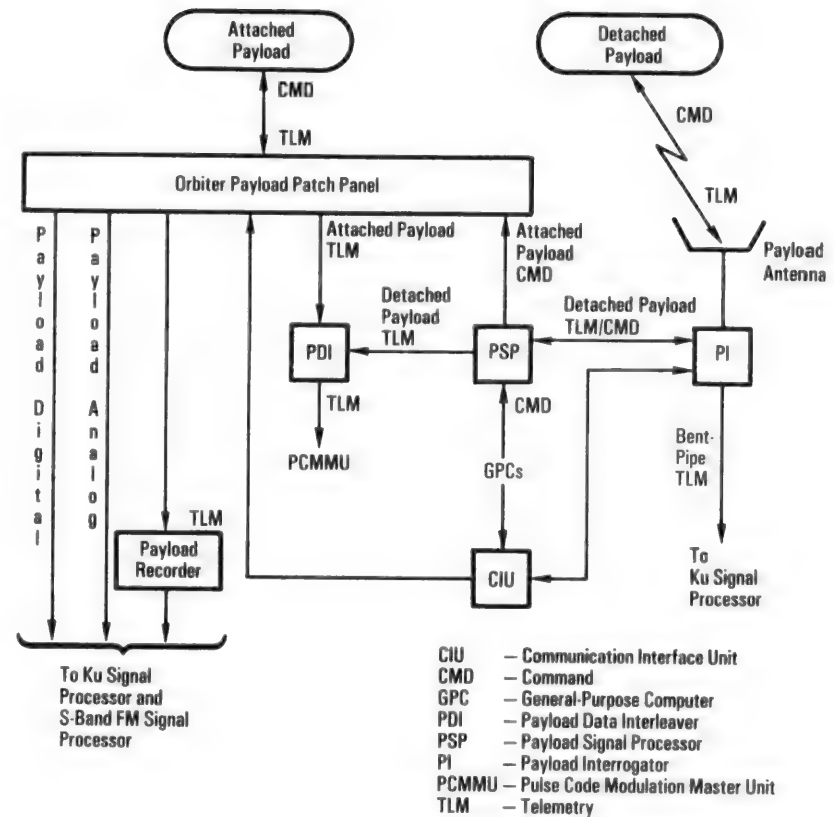 Attached
Payload
Detached
Payload
CMD
TLM
CMD
TLM
Orbiter Payload Patch Panel
Payload
Antenna
Payload Digital
Payload Analog
Attached Payload
TLM
Attached
Payload
CMD
Detached
Payload
TLM
Detached Payload
TLM/CMD
PDI
PSP
PI
TLM
PCMMU
CMD
GPCs
Bent-
Pipe
TLM
TLM
Payload
Recorder
CIU
To
Ku Signal
Processor
To Ku Signal
Processor and
S-Band FM Signal
Processor
CIU – Communication Interface Unit
CMD – Command
GPC – General-Purpose Computer
PDI – Payload Data Interleaver
PSP – Payload Signal Processor
PI – Payload Interrogator
PCMMU – Pulse Code Modulation Master Unit
TLM – Telemetry